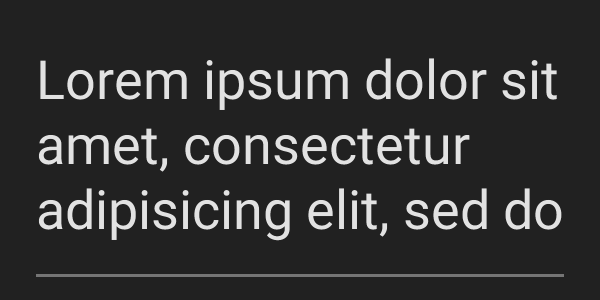 Lorem ipsum dolor sit
amet, consectetur
adipisicing elit, sed do